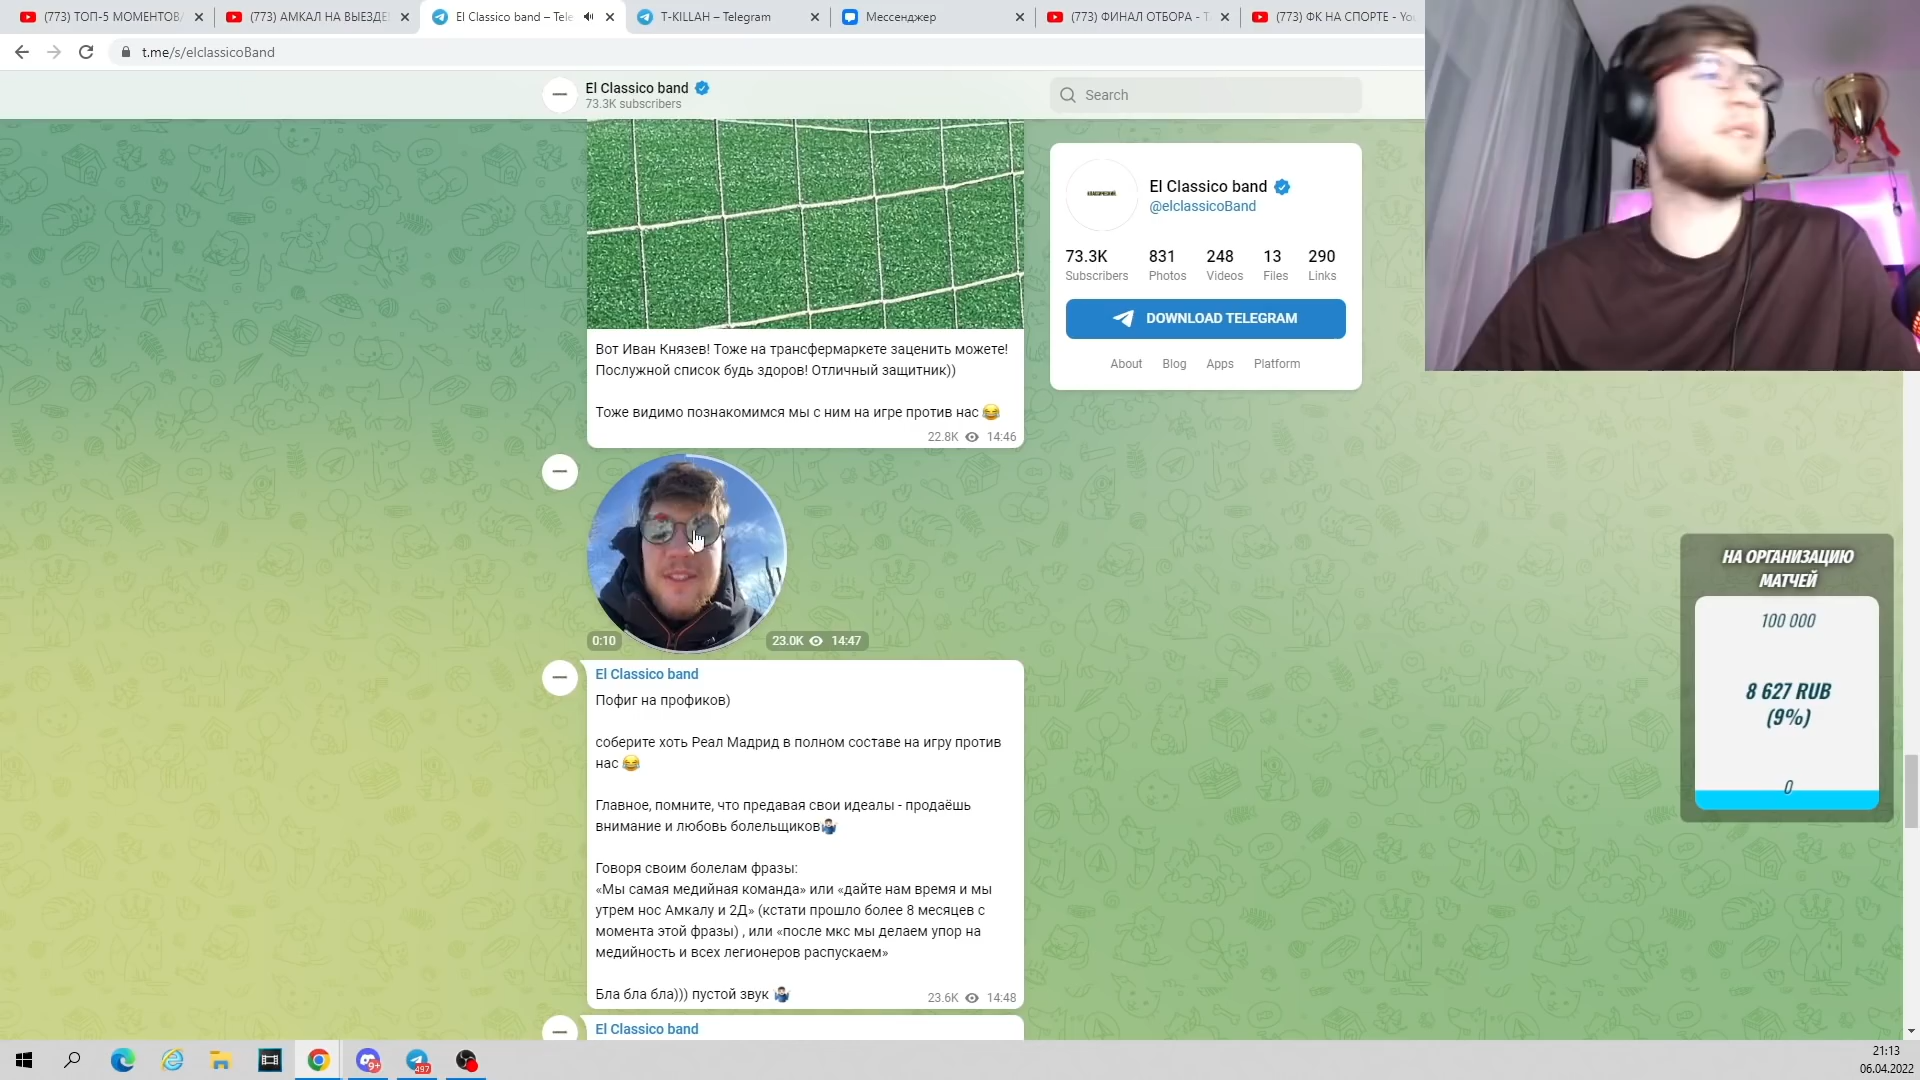 (773) ТОП-5 МОМЕНТОВ
(773) АМКАЛ НА ВЫЕЗДЕ
El Classico band – Tele
T-KILLAH – Telegram
Мессенджер
(773) ФИНАЛ ОТБОРА -
(773) ФК НА СПОРТЕ - You
t.me/s/elclassicoBand
El Classico band
73.3K subscribers
Search
El Classico band
@elclassicoBand
73.3K 831 248 13 290
Subscribers Photos Videos Files Links
DOWNLOAD TELEGRAM
About Blog Apps Platform
Вот Иван Князев! Тоже на трансфермаркете заценить можете!
Послужной список будь здоров! Отличный защитник))
Тоже видимо познакомимся мы с ним на игре против нас 😂
22.8K 14:46
0:10 23.0K 14:47
El Classico band
Пофиг на профиков)
соберите хоть Реал Мадрид в полном составе на игру против
нас 😂
Главное, помните, что предавая свои идеалы - продаёшь
внимание и любовь болельщиков🤷🏻‍♂️
Говоря своим болелам фразы:
«Мы самая медийная команда» или «дайте нам время и мы
утрем нос Амкалу и 2Д» (кстати прошло более 8 месяцев с
момента этой фразы) , или «после мкс мы делаем упор на
медийность и всех легионеров распускаем»
Бла бла бла))) пустой звук 🤷🏻‍♂️
23.6K 14:48
El Classico band
НА ОРГАНИЗАЦИЮ
МАТЧЕЙ
100 000
8 627 RUB
(9%)
0
9+
497
21:13
06.04.2022